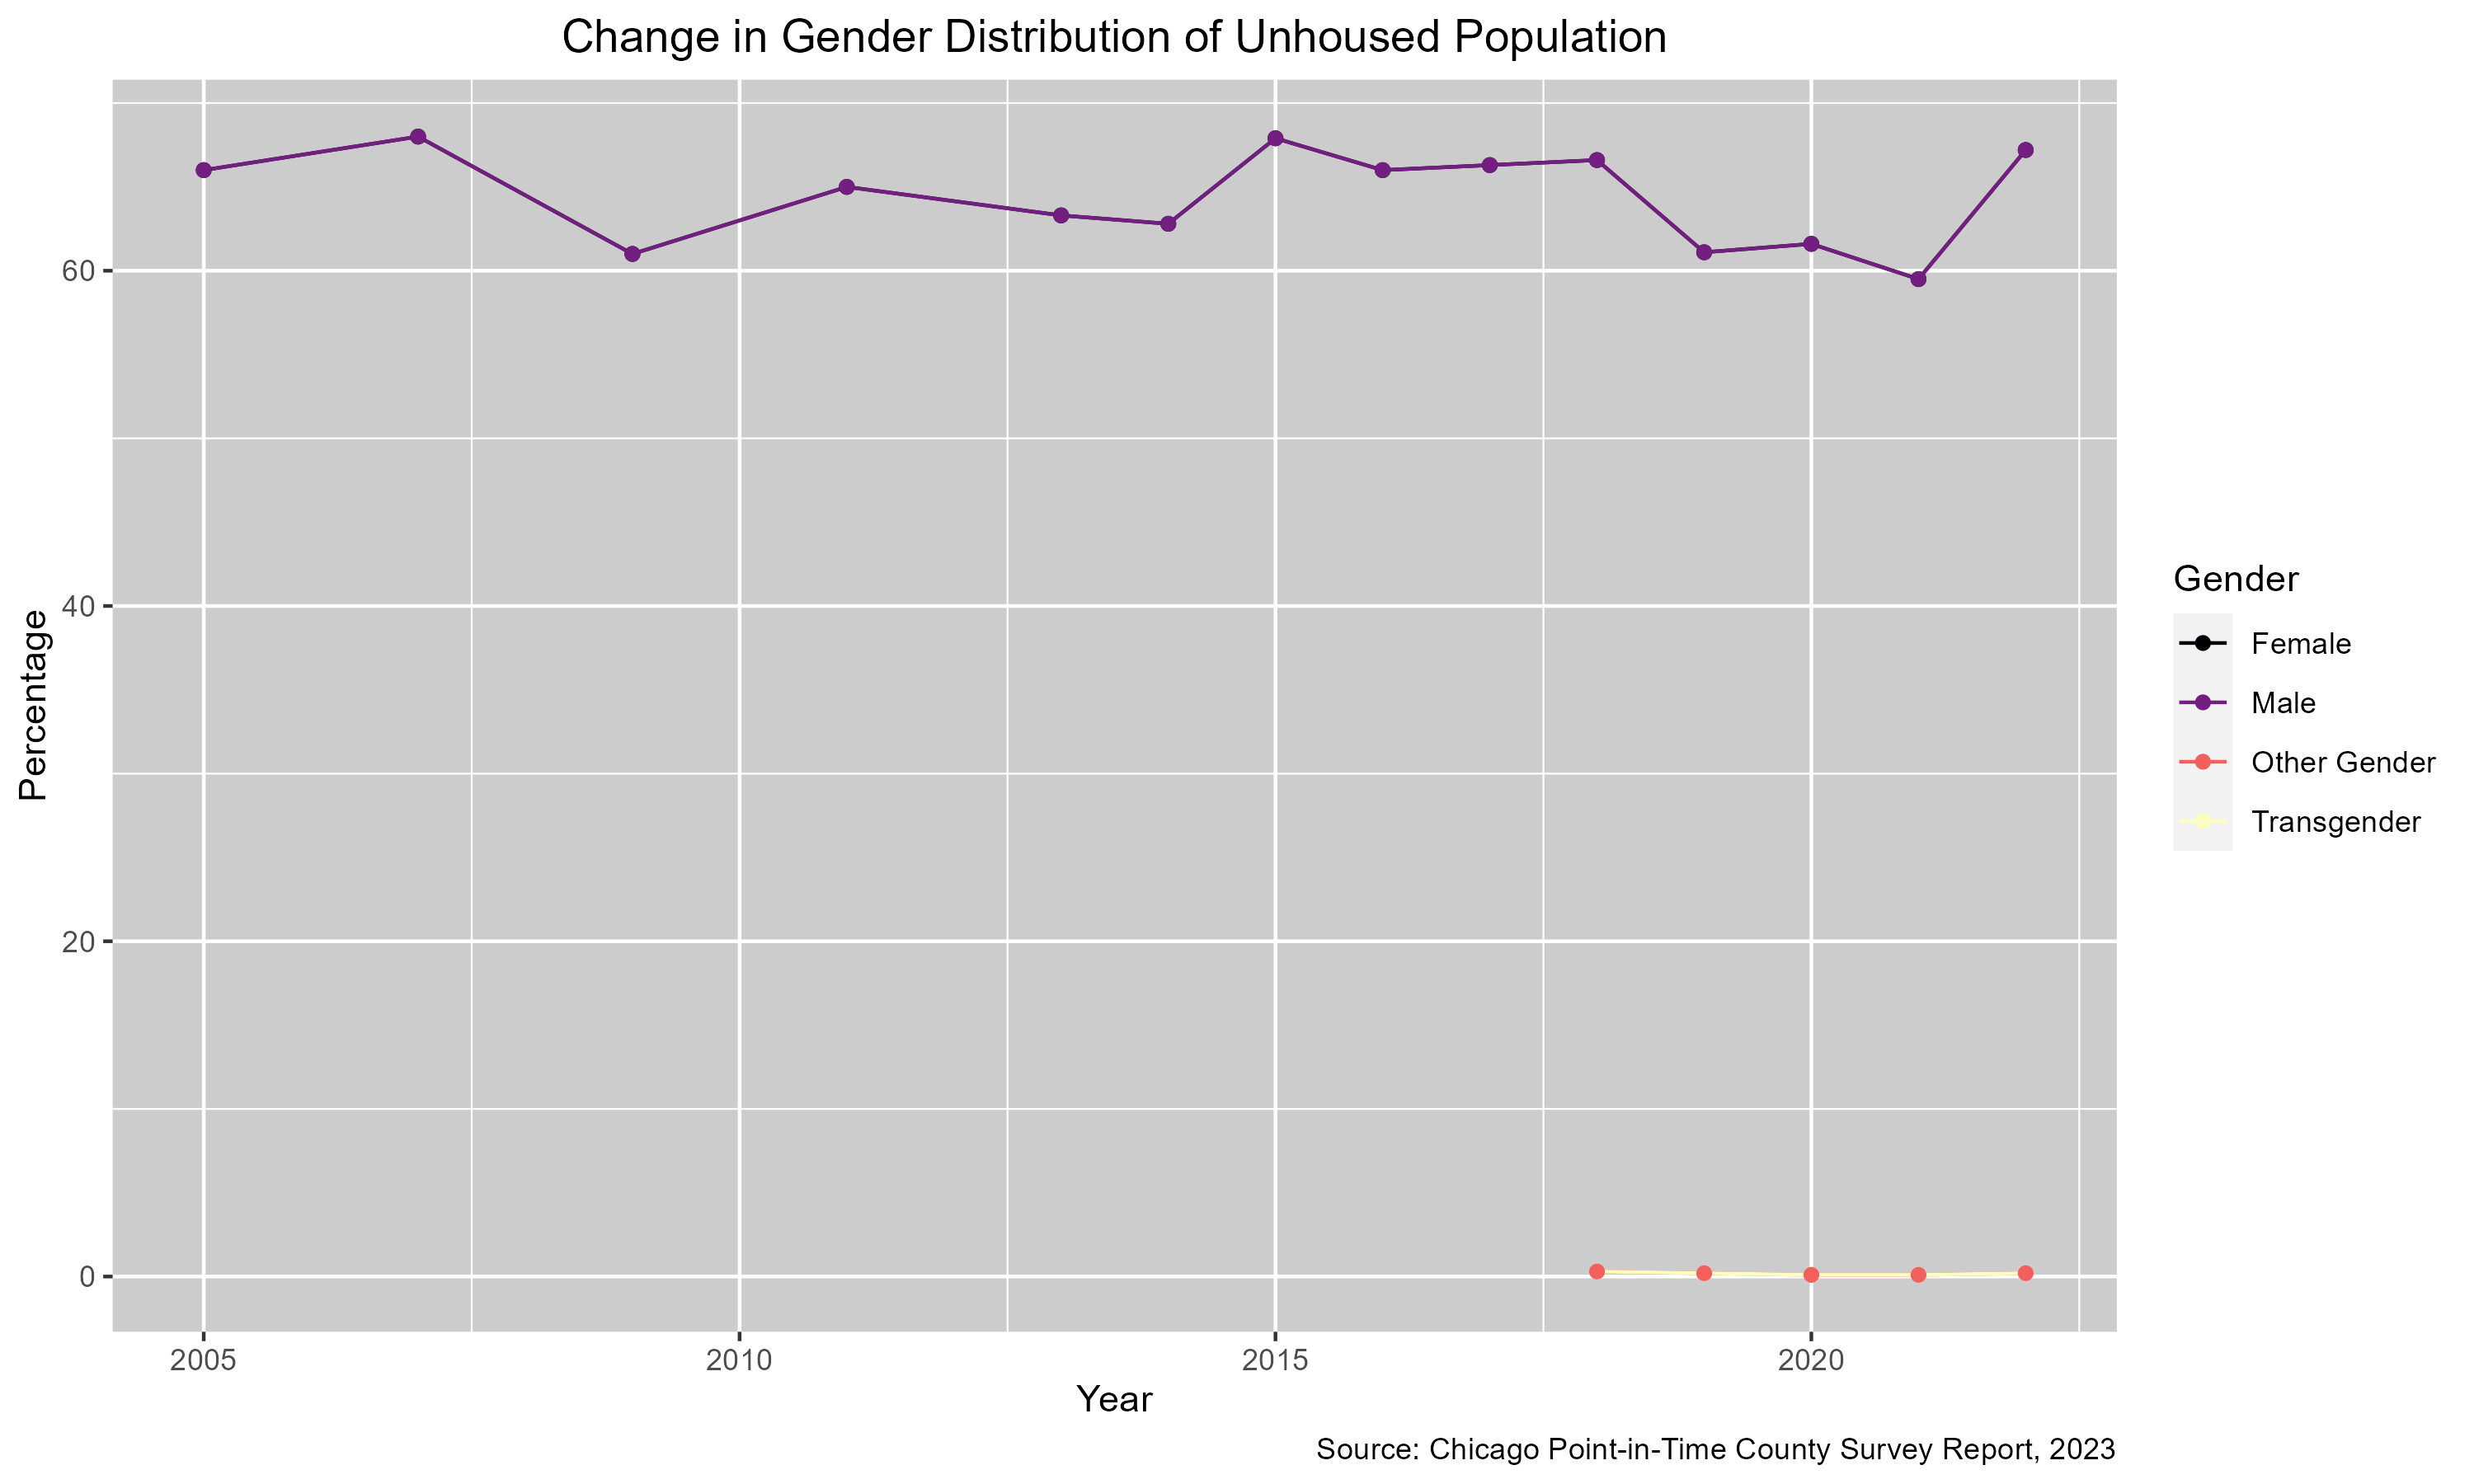 Change in Gender Distribution of Unhoused Population
Percentage
60
40
20
0
2005 2010 2015 2020
Year
Gender
Female
Male
Other Gender
Transgender
Source: Chicago Point-in-Time County Survey Report, 2023